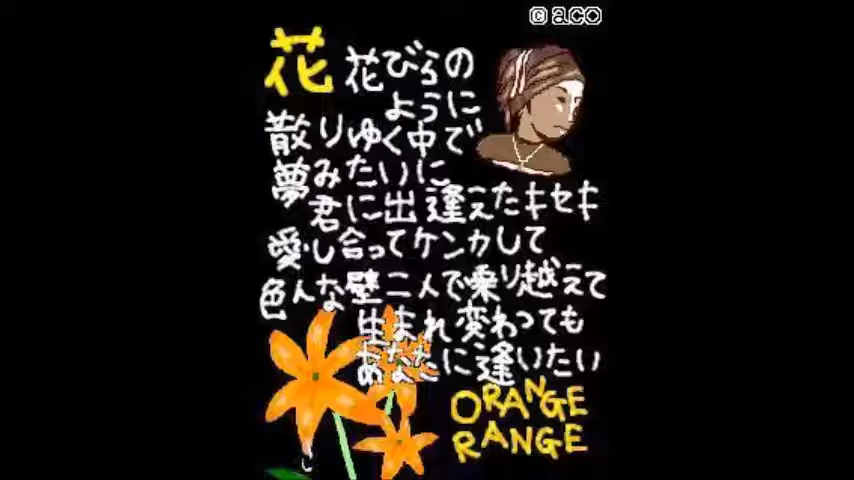 © aco
花
花びらの
ように
散りゆく中で
夢みたいに
君に出逢えたキセキ
愛し合ってケンカして
色んな壁二人で乗り越えて
生まれ変わっても
あなたに逢いたい
ORANGE
RANGE